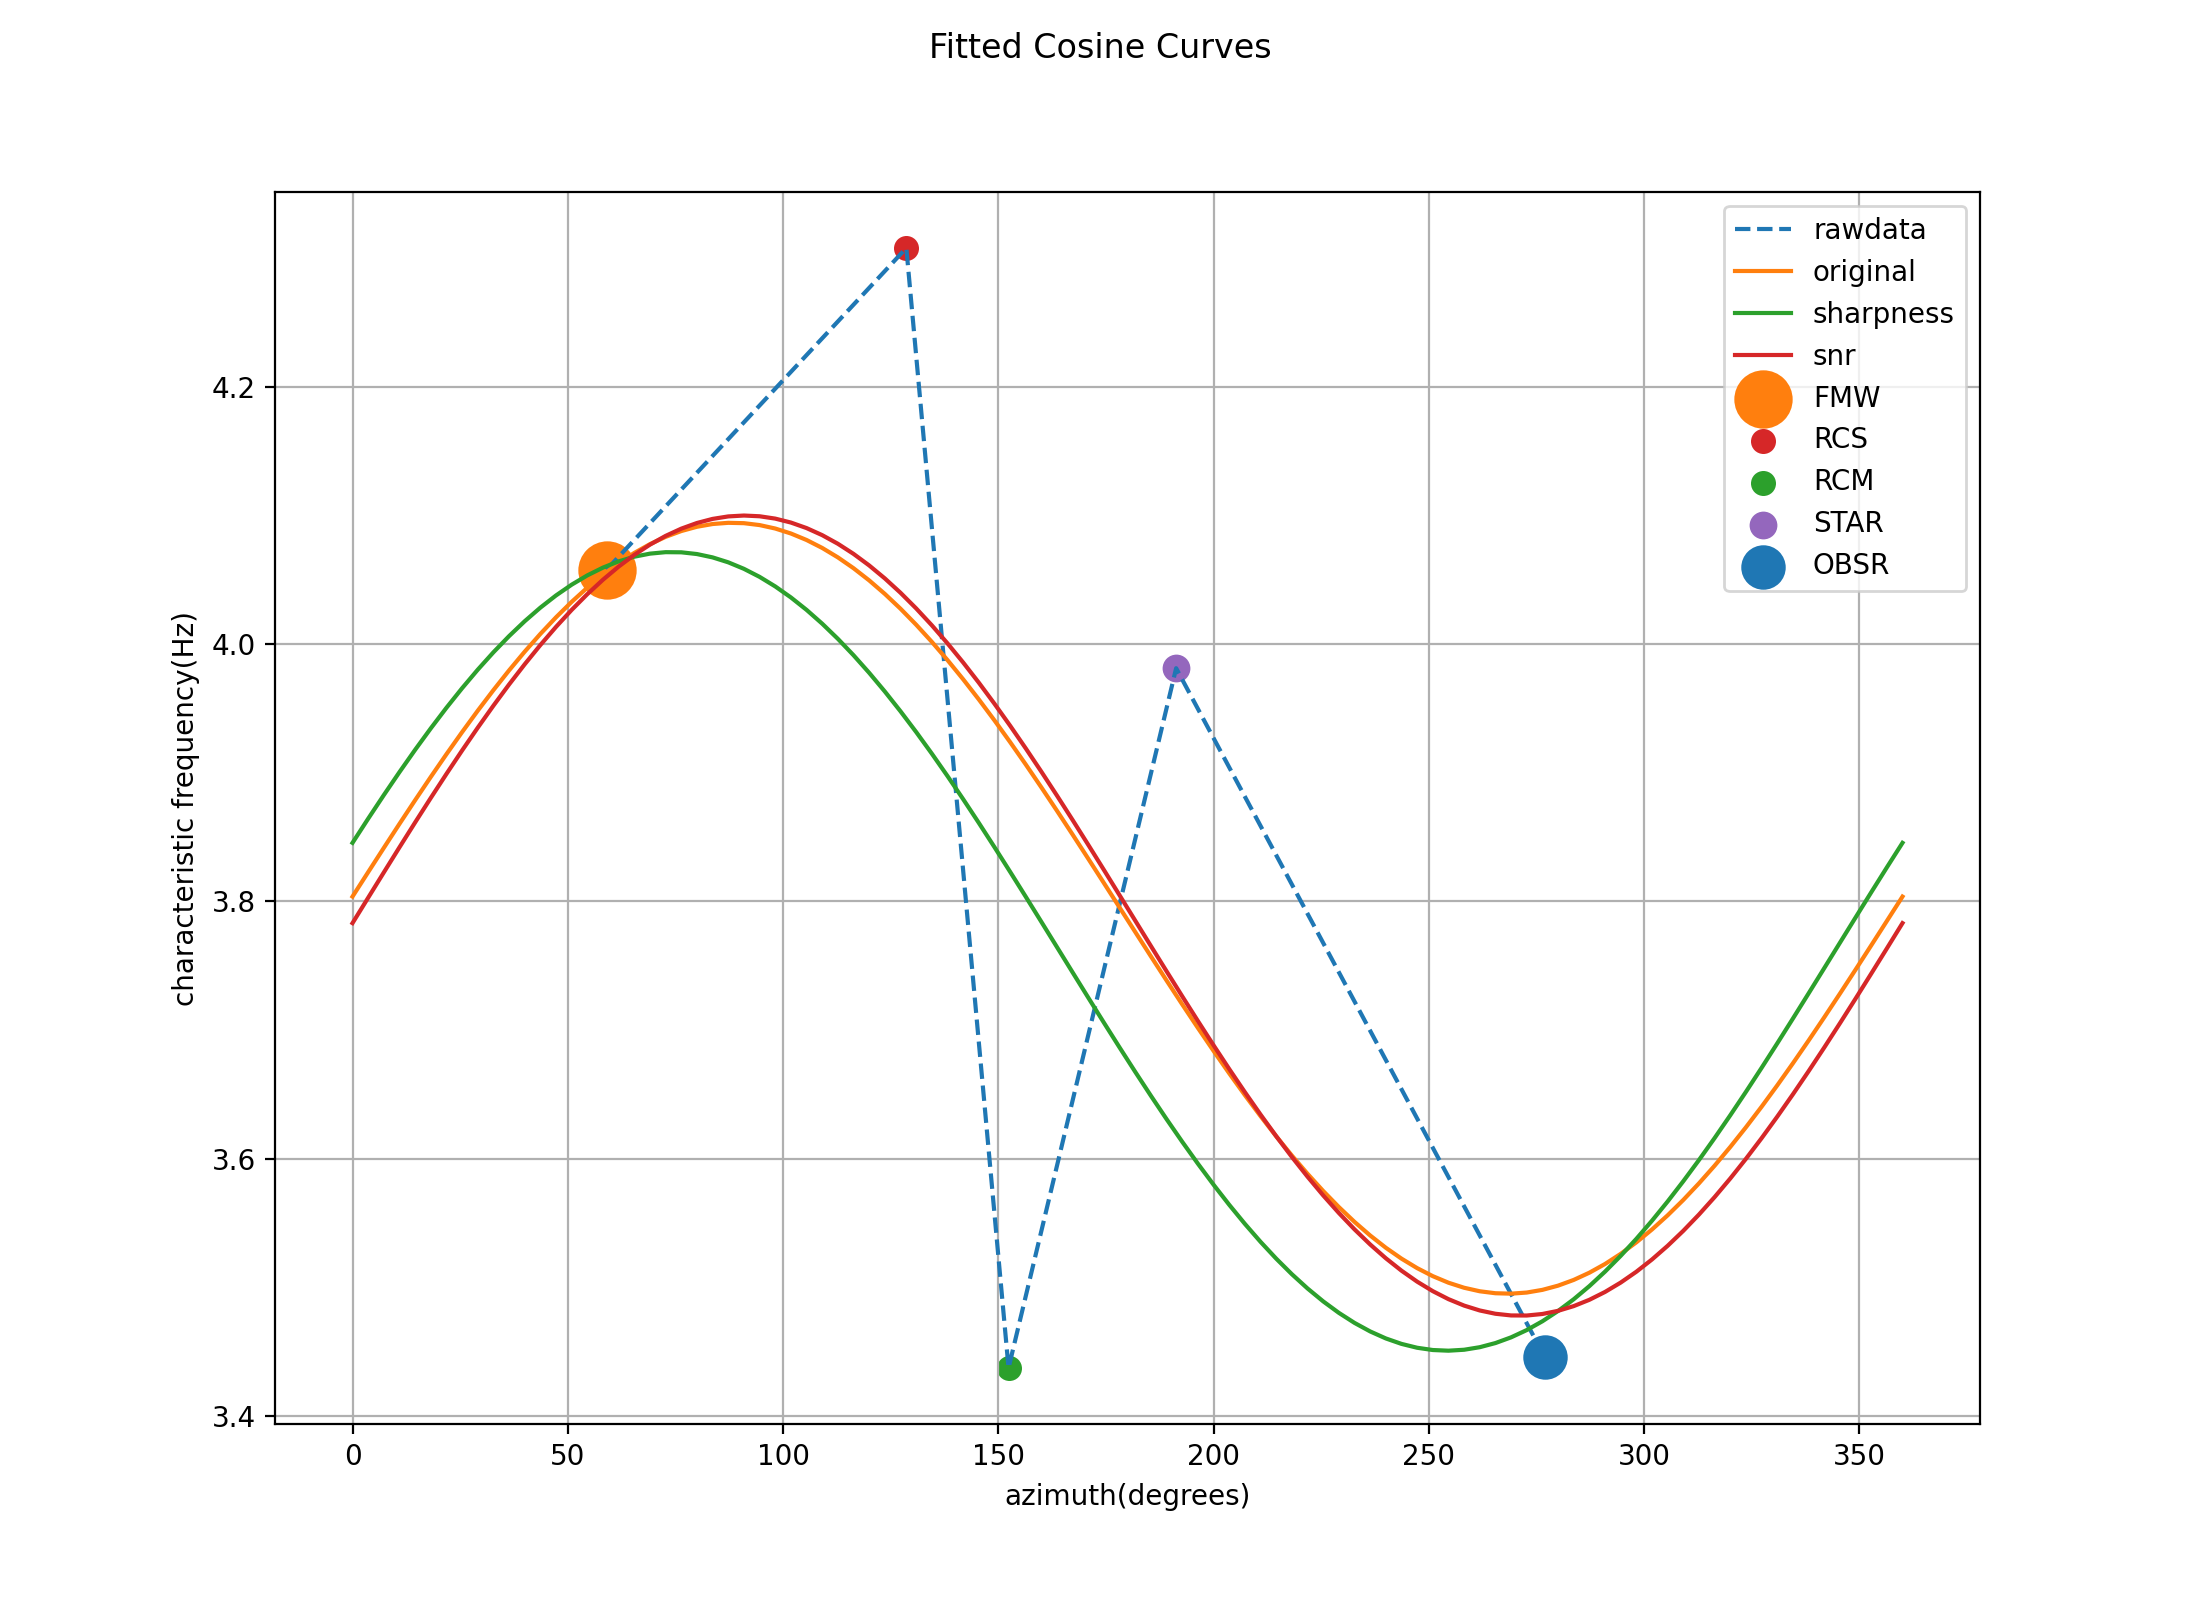 Fitted Cosine Curves
rawdata
original
sharpness
snr
FMW
RCS
RCM
STAR
OBSR
characteristic frequency(Hz)
4.2
4.0
3.8
3.6
3.4
0 50 100 150 200 250 300 350
azimuth(degrees)